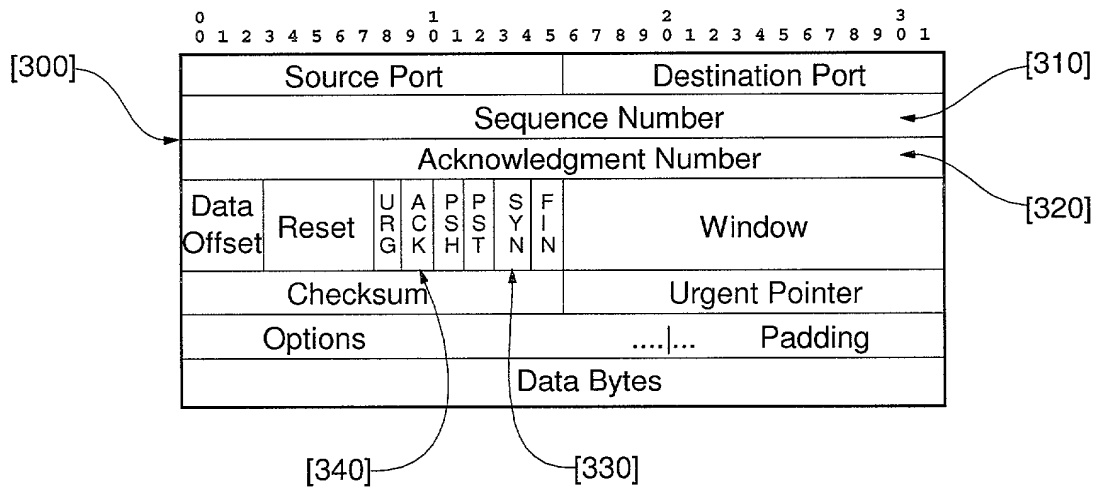 0 1 2 3
0 1 2 3 4 5 6 7 8 9 0 1 2 3 4 5 6 7 8 9 0 1 2 3 4 5 6 7 8 9 0 1
[300]
Source Port Destination Port
[310]
Sequence Number
Acknowledgment Number
[320]
Data Offset Reset URG ACK PSH PST SYN FIN Window
Checksum Urgent Pointer
Options ....|... Padding
Data Bytes
[340] [330]